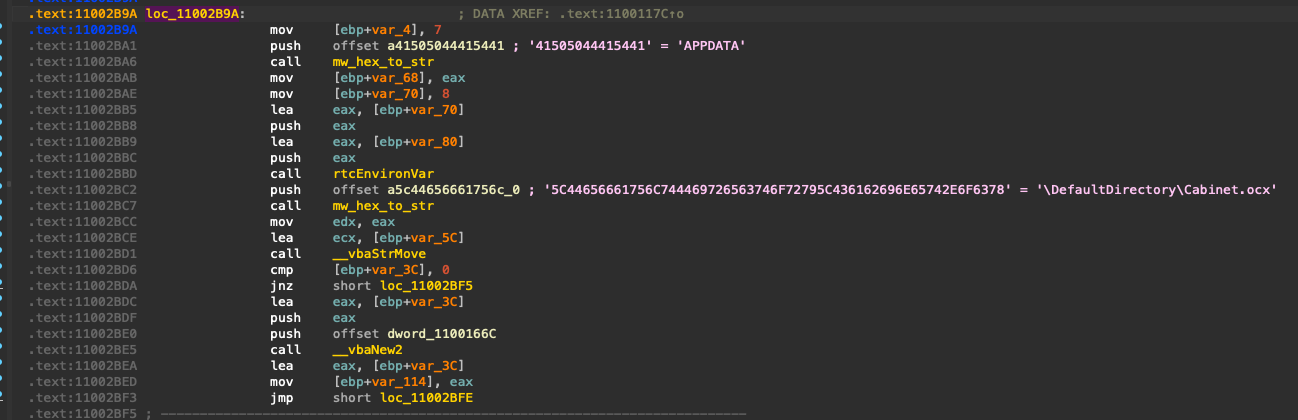 .text:11002B9A loc_11002B9A: ; DATA XREF: .text:1100117C↑o
.text:11002B9A mov [ebp+var_4], 7
.text:11002BA1 push offset a41505044415441 ; '41505044415441' = 'APPDATA'
.text:11002BA6 call mw_hex_to_str
.text:11002BAB mov [ebp+var_68], eax
.text:11002BAE mov [ebp+var_70], 8
.text:11002BB5 lea eax, [ebp+var_70]
.text:11002BB8 push eax
.text:11002BB9 lea eax, [ebp+var_80]
.text:11002BBC push eax
.text:11002BBD call rtcEnvironVar
.text:11002BC2 push offset a5c44656661756c_0 ; '5C44656661756C744469726563746F72795C436162696E65742E6F6378' = '\DefaultDirectory\Cabinet.ocx'
.text:11002BC7 call mw_hex_to_str
.text:11002BCC mov edx, eax
.text:11002BCE lea ecx, [ebp+var_5C]
.text:11002BD1 call __vbaStrMove
.text:11002BD6 cmp [ebp+var_3C], 0
.text:11002BDA jnz short loc_11002BF5
.text:11002BDC lea eax, [ebp+var_3C]
.text:11002BDF push eax
.text:11002BE0 push offset dword_1100166C
.text:11002BE5 call __vbaNew2
.text:11002BEA lea eax, [ebp+var_3C]
.text:11002BED mov [ebp+var_114], eax
.text:11002BF3 jmp short loc_11002BFE
.text:11002BF5 ; ---------------------------------------------------------------------------